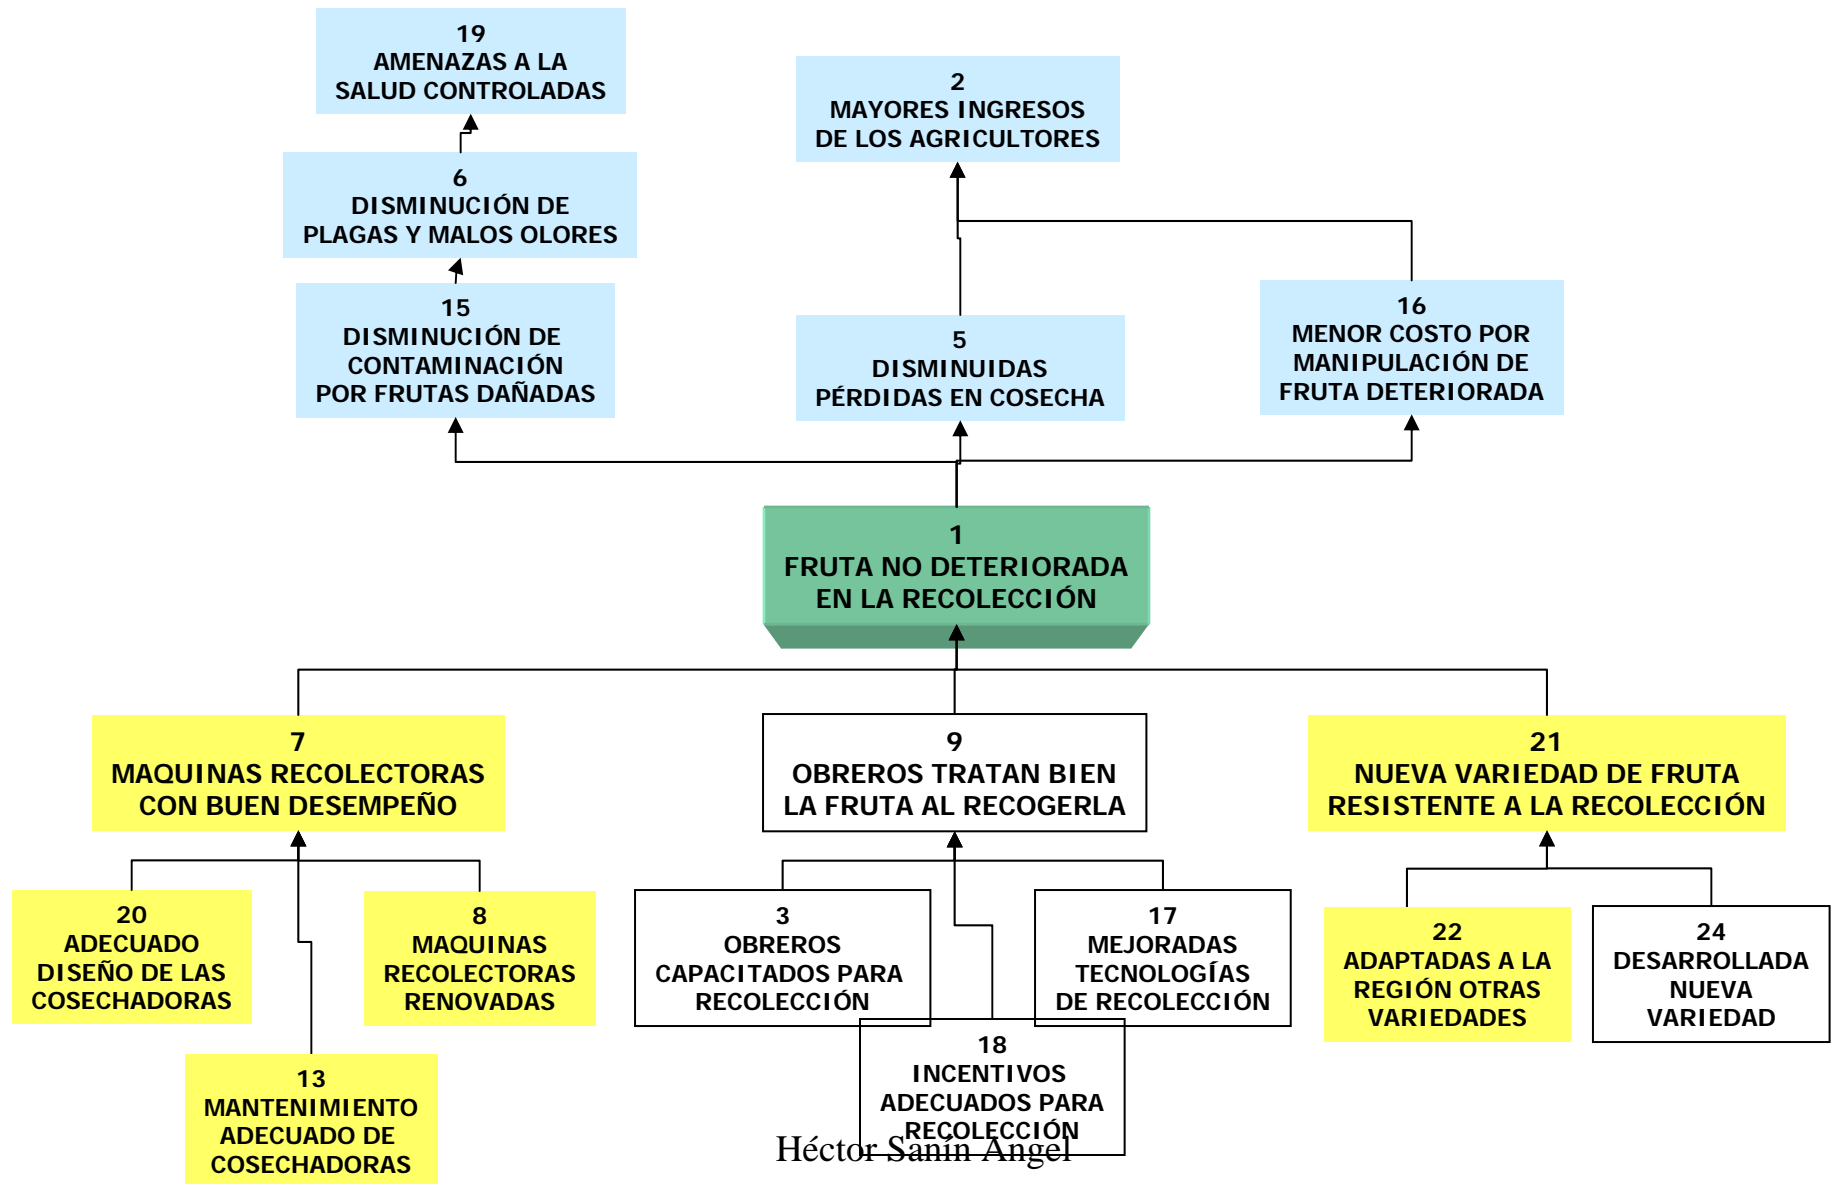 19
AMENAZAS A LA
SALUD CONTROLADAS
2
MAYORES INGRESOS
DE LOS AGRICULTORES
6
DISMINUCIÓN DE
PLAGAS Y MALOS OLORES
15
DISMINUCIÓN DE
CONTAMINACIÓN
POR FRUTAS DAÑADAS
5
DISMINUIDAS
PÉRDIDAS EN COSECHA
16
MENOR COSTO POR
MANIPULACIÓN DE
FRUTA DETERIORADA
1
FRUTA NO DETERIORADA
EN LA RECOLECCIÓN
7
MAQUINAS RECOLECTORAS
CON BUEN DESEMPEÑO
9
OBREROS TRATAN BIEN
LA FRUTA AL RECOGERLA
21
NUEVA VARIEDAD DE FRUTA
RESISTENTE A LA RECOLECCIÓN
20
ADECUADO
DISEÑO DE LAS
COSECHADORAS
8
MAQUINAS
RECOLECTORAS
RENOVADAS
3
OBREROS
CAPACITADOS PARA
RECOLECCIÓN
17
MEJORADAS
TECNOLOGÍAS
DE RECOLECCIÓN
22
ADAPTADAS A LA
REGIÓN OTRAS
VARIEDADES
24
DESARROLLADA
NUEVA
VARIEDAD
13
MANTENIMIENTO
ADECUADO DE
COSECHADORAS
18
INCENTIVOS
ADECUADOS PARA
RECOLECCIÓN
Héctor Sanín Angel